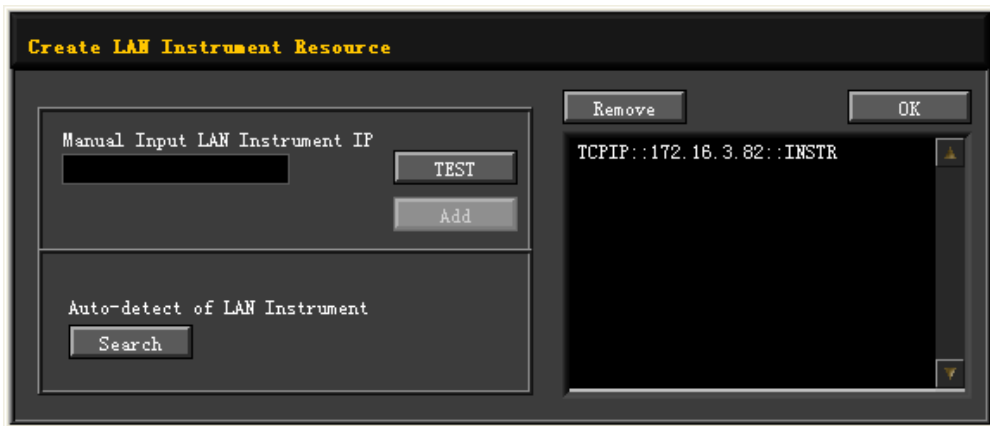 Create LAN Instrument Resource
Manual Input LAN Instrument IP
TEST
Add
Auto-detect of LAN Instrument
Search
Remove
OK
TCPIP::172.16.3.82::INSTR